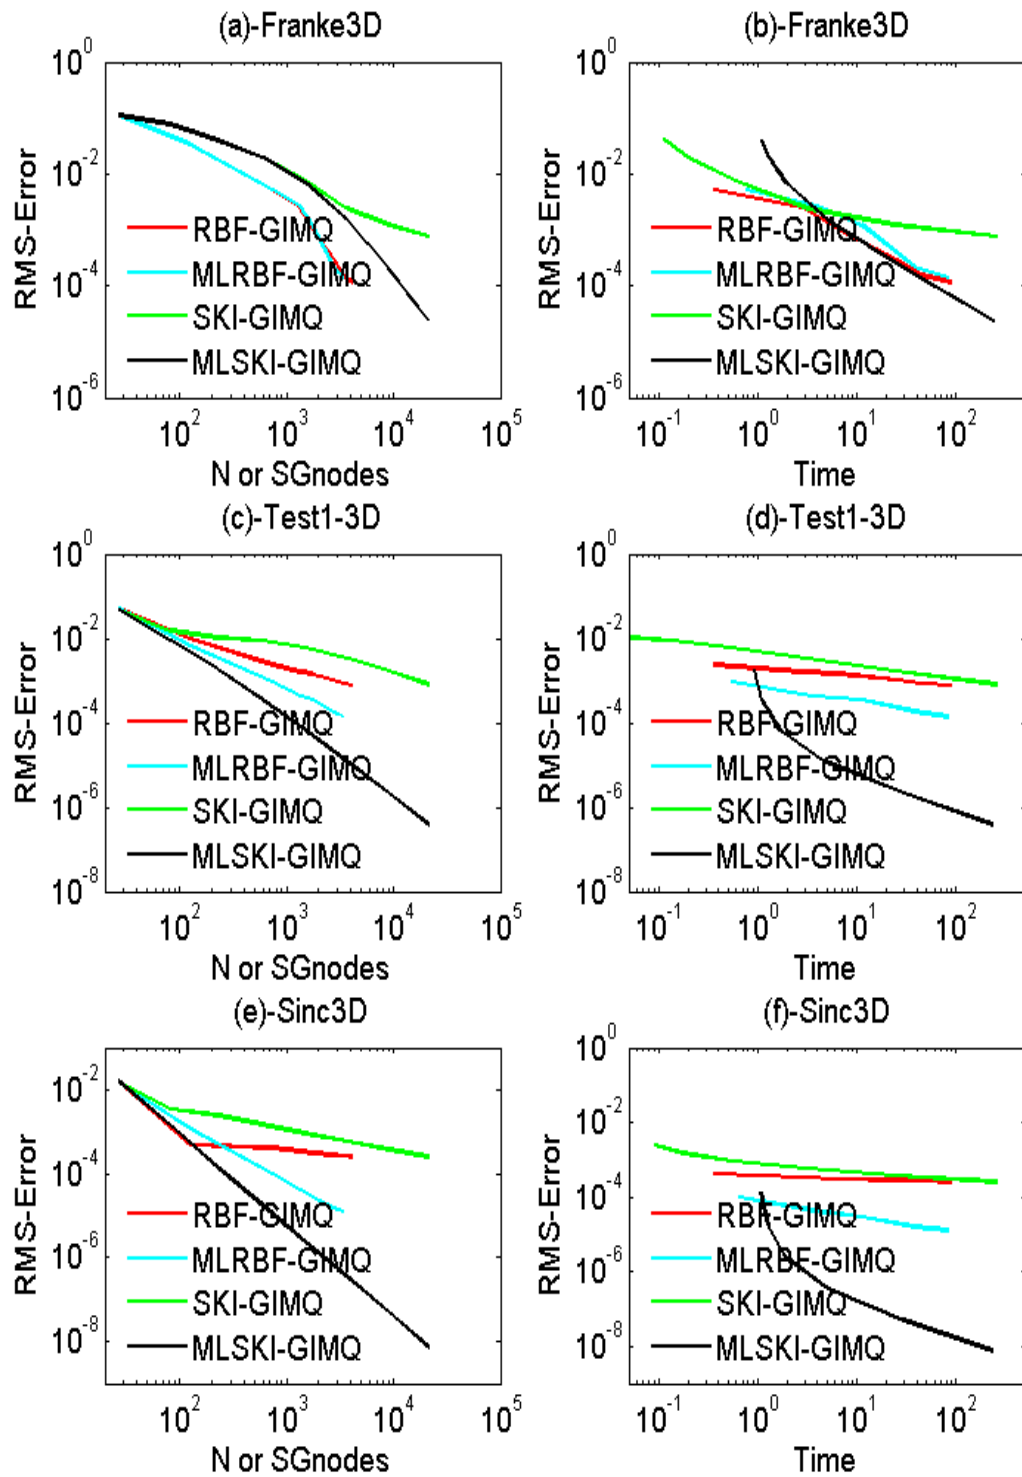 (a)-Franke3D
RMS-Error
10^0
10^-2
10^-4
10^-6
RBF-GIMQ
MLRBF-GIMQ
SKI-GIMQ
MLSKI-GIMQ
10^2 10^3 10^4 10^5
N or SGnodes
(b)-Franke3D
RMS-Error
10^0
10^-2
10^-4
10^-6
RBF-GIMQ
MLRBF-GIMQ
SKI-GIMQ
MLSKI-GIMQ
10^-1 10^0 10^1 10^2
Time
(c)-Test1-3D
RMS-Error
10^0
10^-2
10^-4
10^-6
10^-8
RBF-GIMQ
MLRBF-GIMQ
SKI-GIMQ
MLSKI-GIMQ
10^2 10^3 10^4 10^5
N or SGnodes
(d)-Test1-3D
RMS-Error
10^0
10^-2
10^-4
10^-6
10^-8
RBF-GIMQ
MLRBF-GIMQ
SKI-GIMQ
MLSKI-GIMQ
10^-1 10^0 10^1 10^2
Time
(e)-Sinc3D
RMS-Error
10^-2
10^-4
10^-6
10^-8
RBF-GIMQ
MLRBF-GIMQ
SKI-GIMQ
MLSKI-GIMQ
10^2 10^3 10^4 10^5
N or SGnodes
(f)-Sinc3D
RMS-Error
10^0
10^-2
10^-4
10^-6
10^-8
RBF-GIMQ
MLRBF-GIMQ
SKI-GIMQ
MLSKI-GIMQ
10^-1 10^0 10^1 10^2
Time